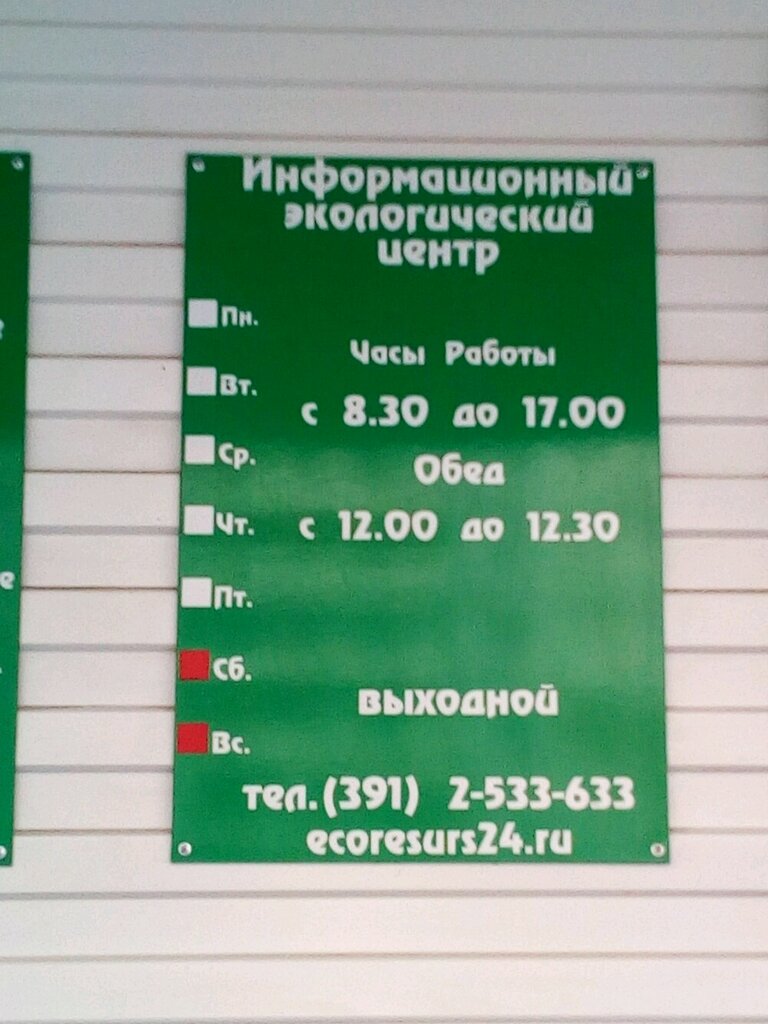 Информационный
экологический
центр
Пн.
Часы Работы
Вт.
с 8.30 до 17.00
Ср.
Обед
Чт.
с 12.00 до 12.30
Пт.
Сб.
выходной
Вс.
тел.(391) 2-533-633
ecoresurs24.ru
е